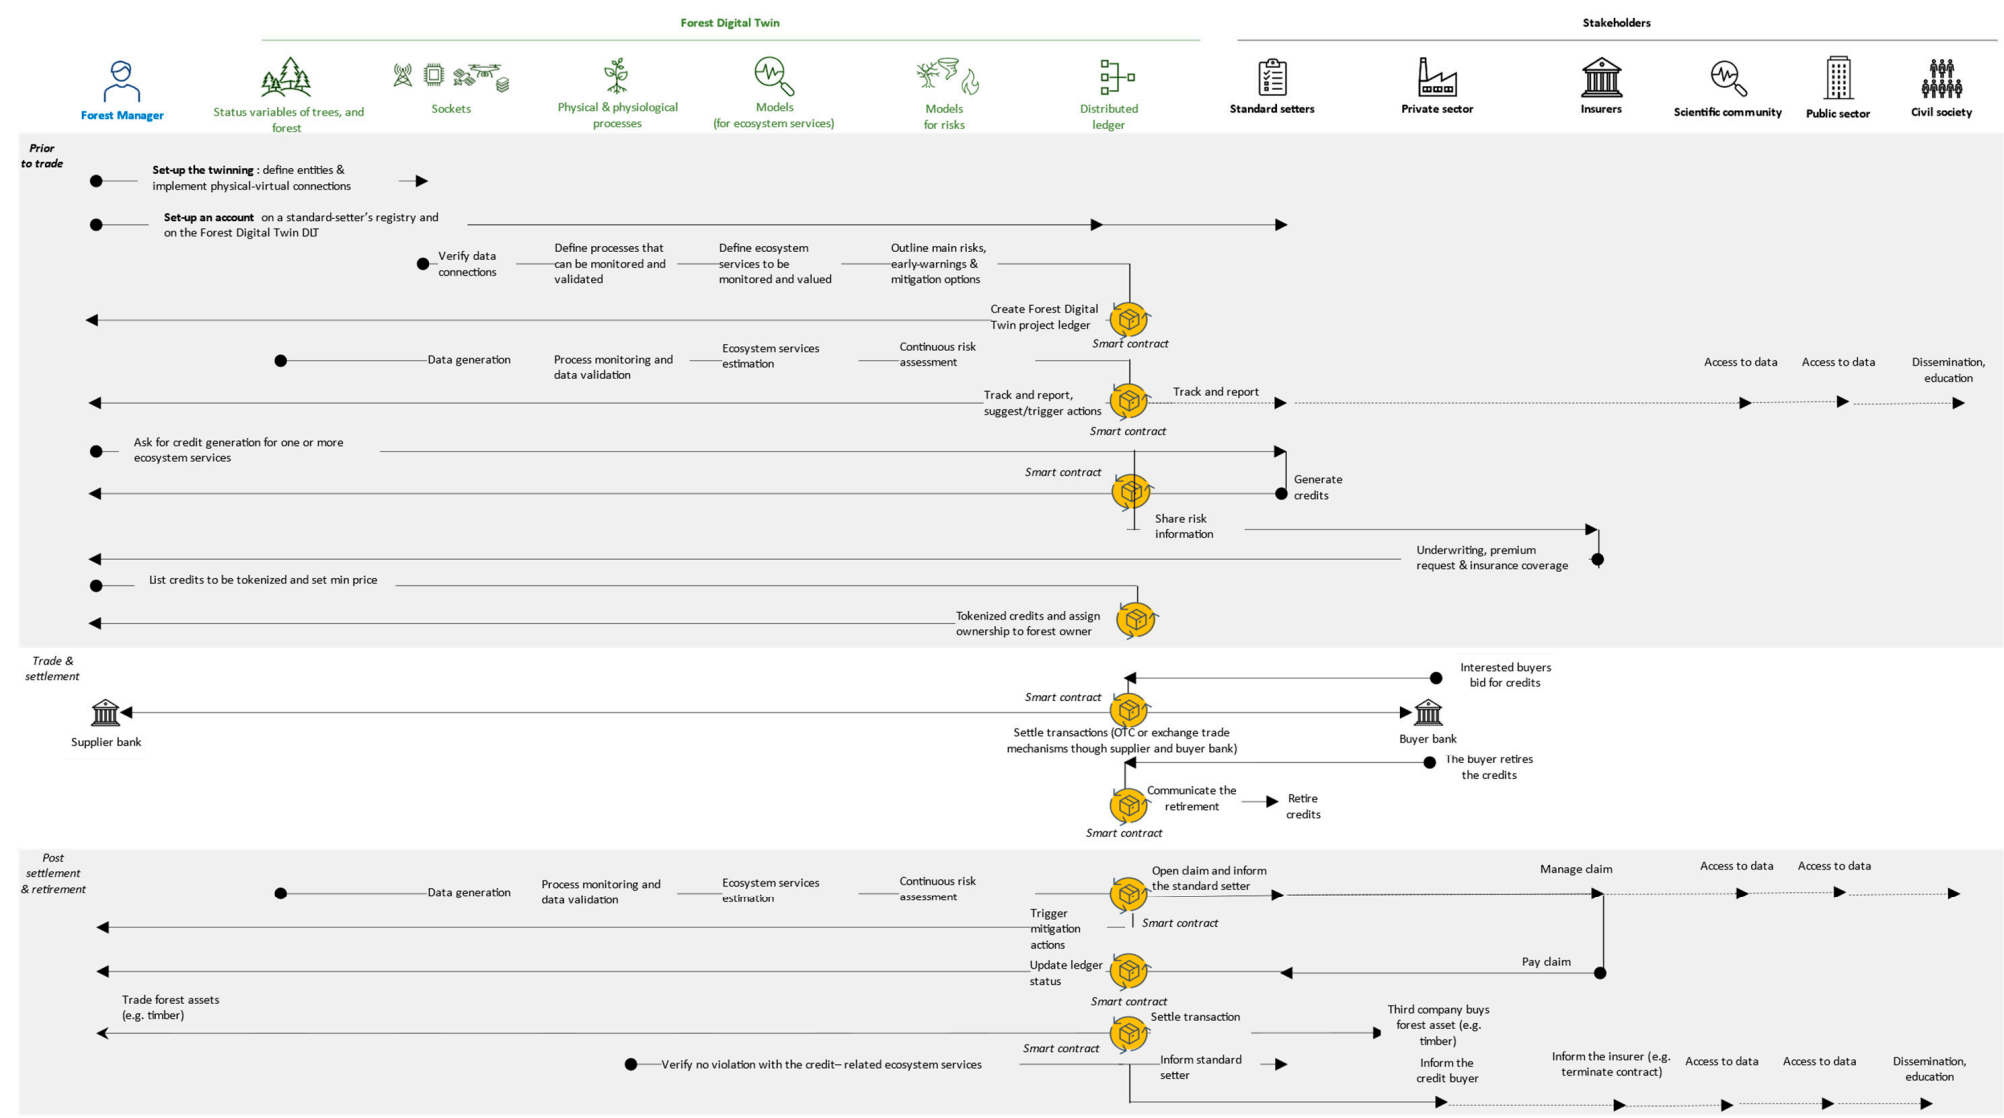 Forest Digital Twin
Stakeholders
Forest Manager
Status variables of trees, and
forest
Sockets
Physical & physiological
processes
Models
(for ecosystem services)
Models
for risks
Distributed
ledger
Standard setters
Private sector
Insurers
Scientific community
Public sector
Civil society
Prior
to trade
Set-up the twinning : define entities &
implement physical-virtual connections
Set-up an account on a standard-setter's registry and
on the Forest Digital Twin DLT
Verify data
connections
Define processes that
can be monitored and
validated
Define ecosystem
services to be
monitored and valued
Outline main risks,
early-warnings &
mitigation options
Create Forest Digital
Twin project ledger
Smart contract
Data generation
Process monitoring and
data validation
Ecosystem services
estimation
Continuous risk
assessment
Track and report,
suggest/trigger actions
Track and report
Smart contract
Access to data
Access to data
Dissemination,
education
Ask for credit generation for one or more
ecosystem services
Smart contract
Generate
credits
Share risk
information
Underwriting, premium
request & insurance coverage
List credits to be tokenized and set min price
Tokenized credits and assign
ownership to forest owner
Trade &
settlement
Interested buyers
bid for credits
Smart contract
Supplier bank
Settle transactions (OTC or exchange trade
mechanisms though supplier and buyer bank)
Buyer bank
The buyer retires
the credits
Communicate the
retirement
Retire
credits
Smart contract
Post
settlement
& retirement
Data generation
Process monitoring and
data validation
Ecosystem services
estimation
Continuous risk
assessment
Open claim and inform
the standard setter
Manage claim
Access to data
Access to data
Trigger
mitigation
actions
Smart contract
Update ledger
status
Pay claim
Smart contract
Trade forest assets
(e.g. timber)
Settle transaction
Third company buys
forest asset (e.g.
timber)
Smart contract
Verify no violation with the credit– related ecosystem services
Inform standard
setter
Inform the
credit buyer
Inform the insurer (e.g.
terminate contract)
Access to data
Access to data
Dissemination,
education